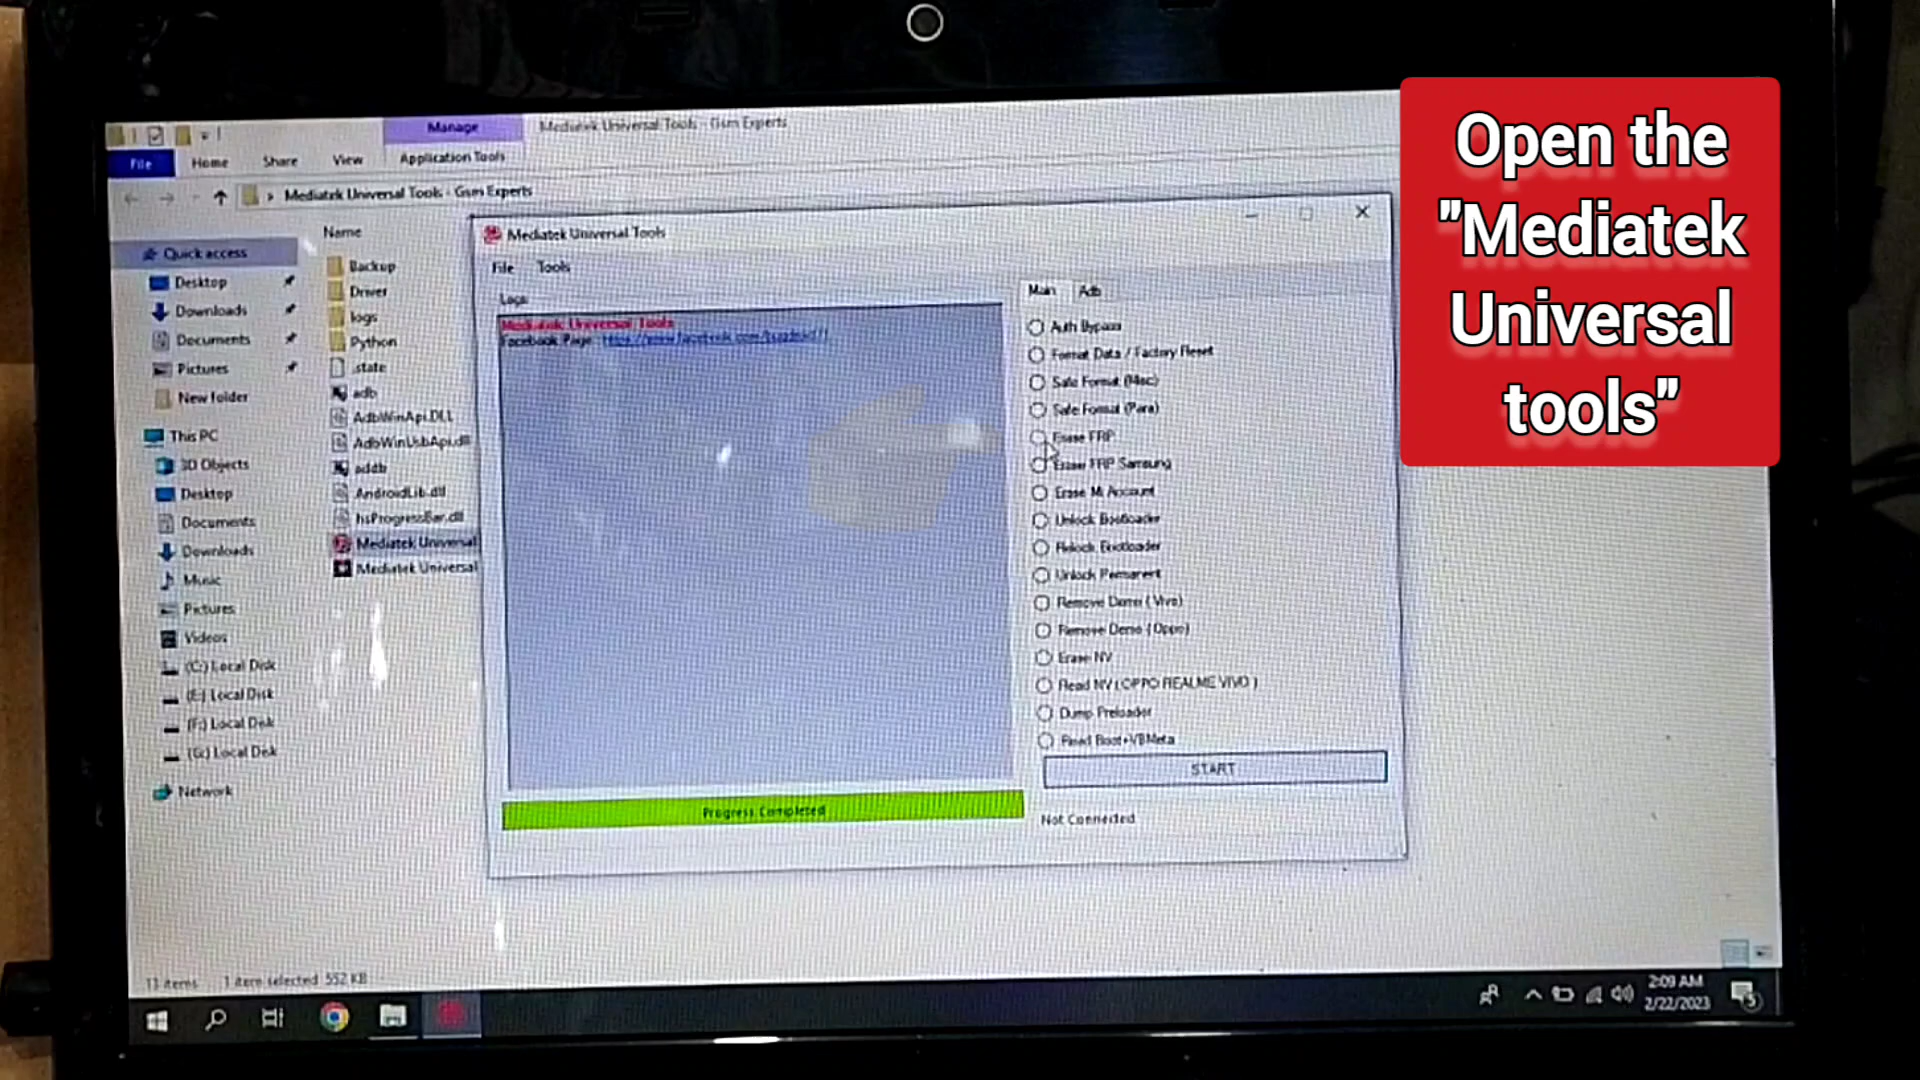 Open the
"Mediatek
Universal
tools"
Manage
Mediatek Universal Tools - Gsm Experts
File
Home
Share
View
Application Tools
Mediatek Universal Tools - Gsm Experts
Name
Quick access
Desktop
Downloads
Documents
Pictures
New folder
This PC
3D Objects
Desktop
Documents
Downloads
Music
Pictures
Videos
(C:) Local Disk
(E:) Local Disk
(F:) Local Disk
(G:) Local Disk
Network
Backup
Driver
logs
Python
.state
adb
AdbWinApi.DLL
AdbWinUsbApi.dll
addb
AndroidLib.dll
hsProgressBar.dll
Mediatek Universal
Mediatek Universal
Mediatek Universal Tools
File
Tools
Logs
Mediatek Universal Tools
Facebook Page:
Main
Adb
Auth Bypass
Format Data / Factory Reset
Safe Format (Misc)
Safe Format (Para)
Erase FRP
Erase FRP Samsung
Erase Mi Account
Unlock Bootloader
Relock Bootloader
Unlock Permanent
Remove Demo ( Vivo)
Remove Demo ( Oppo)
Erase NV
Read NV ( OPPO REALME VIVO )
Dump Preloader
Read Boot+VBMeta
START
Progress Completed
Not Connected
11 items
1 item selected 552 KB
2:09 AM
2/22/2023
5